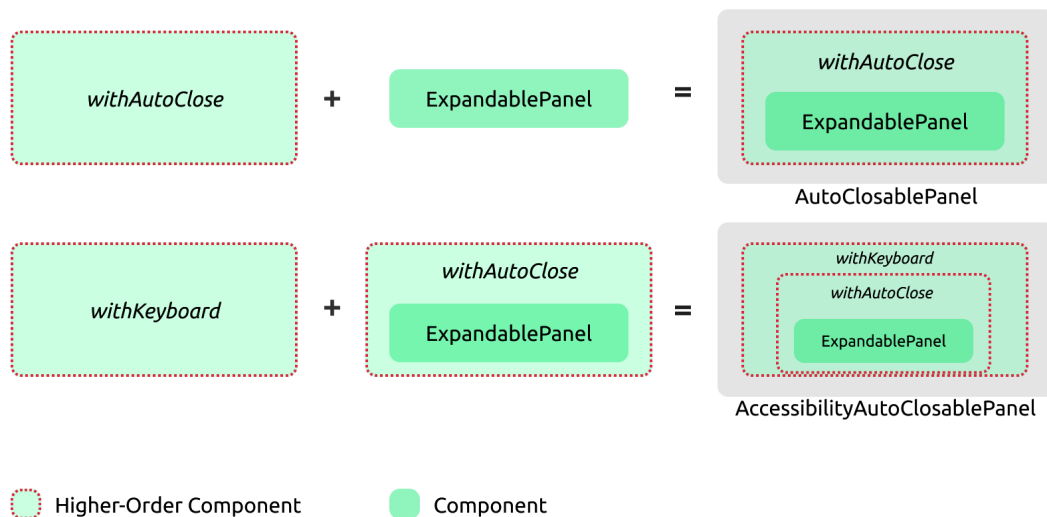 withAutoClose
+
ExpandablePanel
=
withAutoClose
ExpandablePanel
AutoClosablePanel
withKeyboard
+
withAutoClose
ExpandablePanel
=
withKeyboard
withAutoClose
ExpandablePanel
AccessibilityAutoClosablePanel
Higher-Order Component
Component